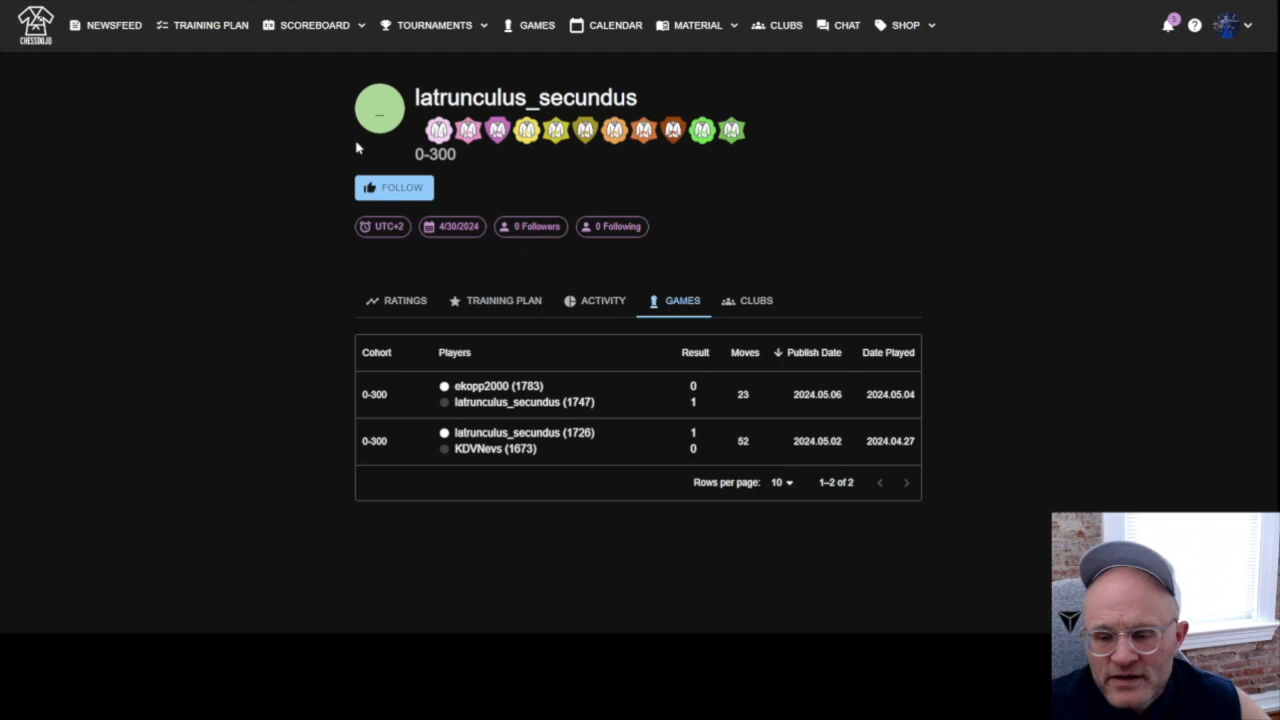 CHESSDOJO
NEWSFEED TRAINING PLAN SCOREBOARD TOURNAMENTS GAMES CALENDAR MATERIAL CLUBS CHAT SHOP 5
_
latrunculus_secundus
0-300
FOLLOW
UTC+2 4/30/2024 0 Followers 0 Following
RATINGS TRAINING PLAN ACTIVITY GAMES CLUBS
Cohort Players Result Moves Publish Date Date Played
0-300 ekopp2000 (1783) 0 23 2024.05.06 2024.05.04
latrunculus_secundus (1747) 1
0-300 latrunculus_secundus (1726) 1 52 2024.05.02 2024.04.27
KDVNevs (1673) 0
Rows per page: 10 1–2 of 2